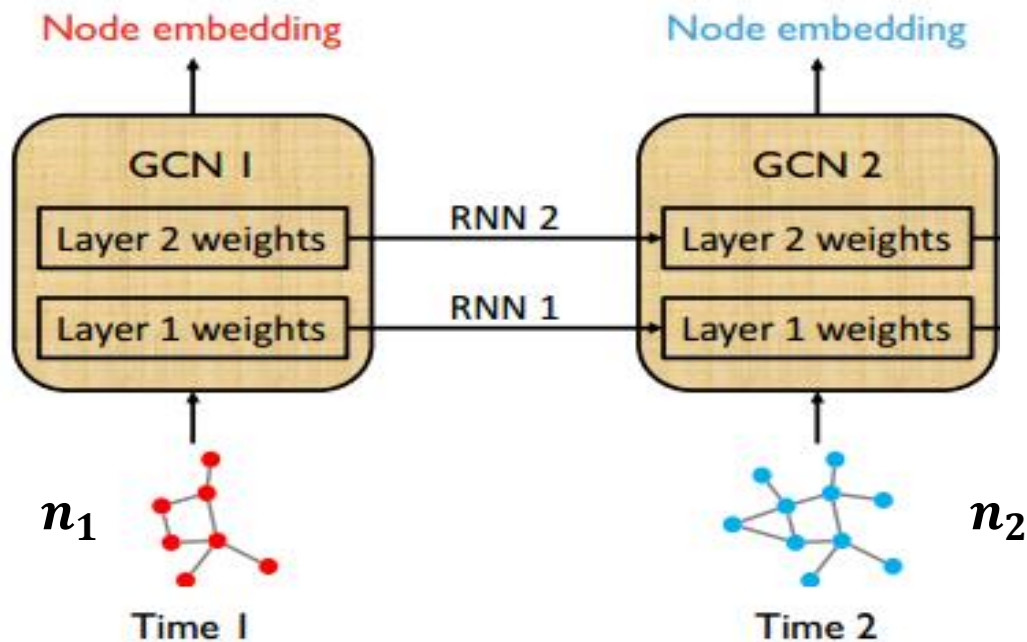 Node embedding
Node embedding
GCN 1
GCN 2
Layer 2 weights
RNN 2
Layer 2 weights
Layer 1 weights
RNN 1
Layer 1 weights
n₁
n₂
Time 1
Time 2